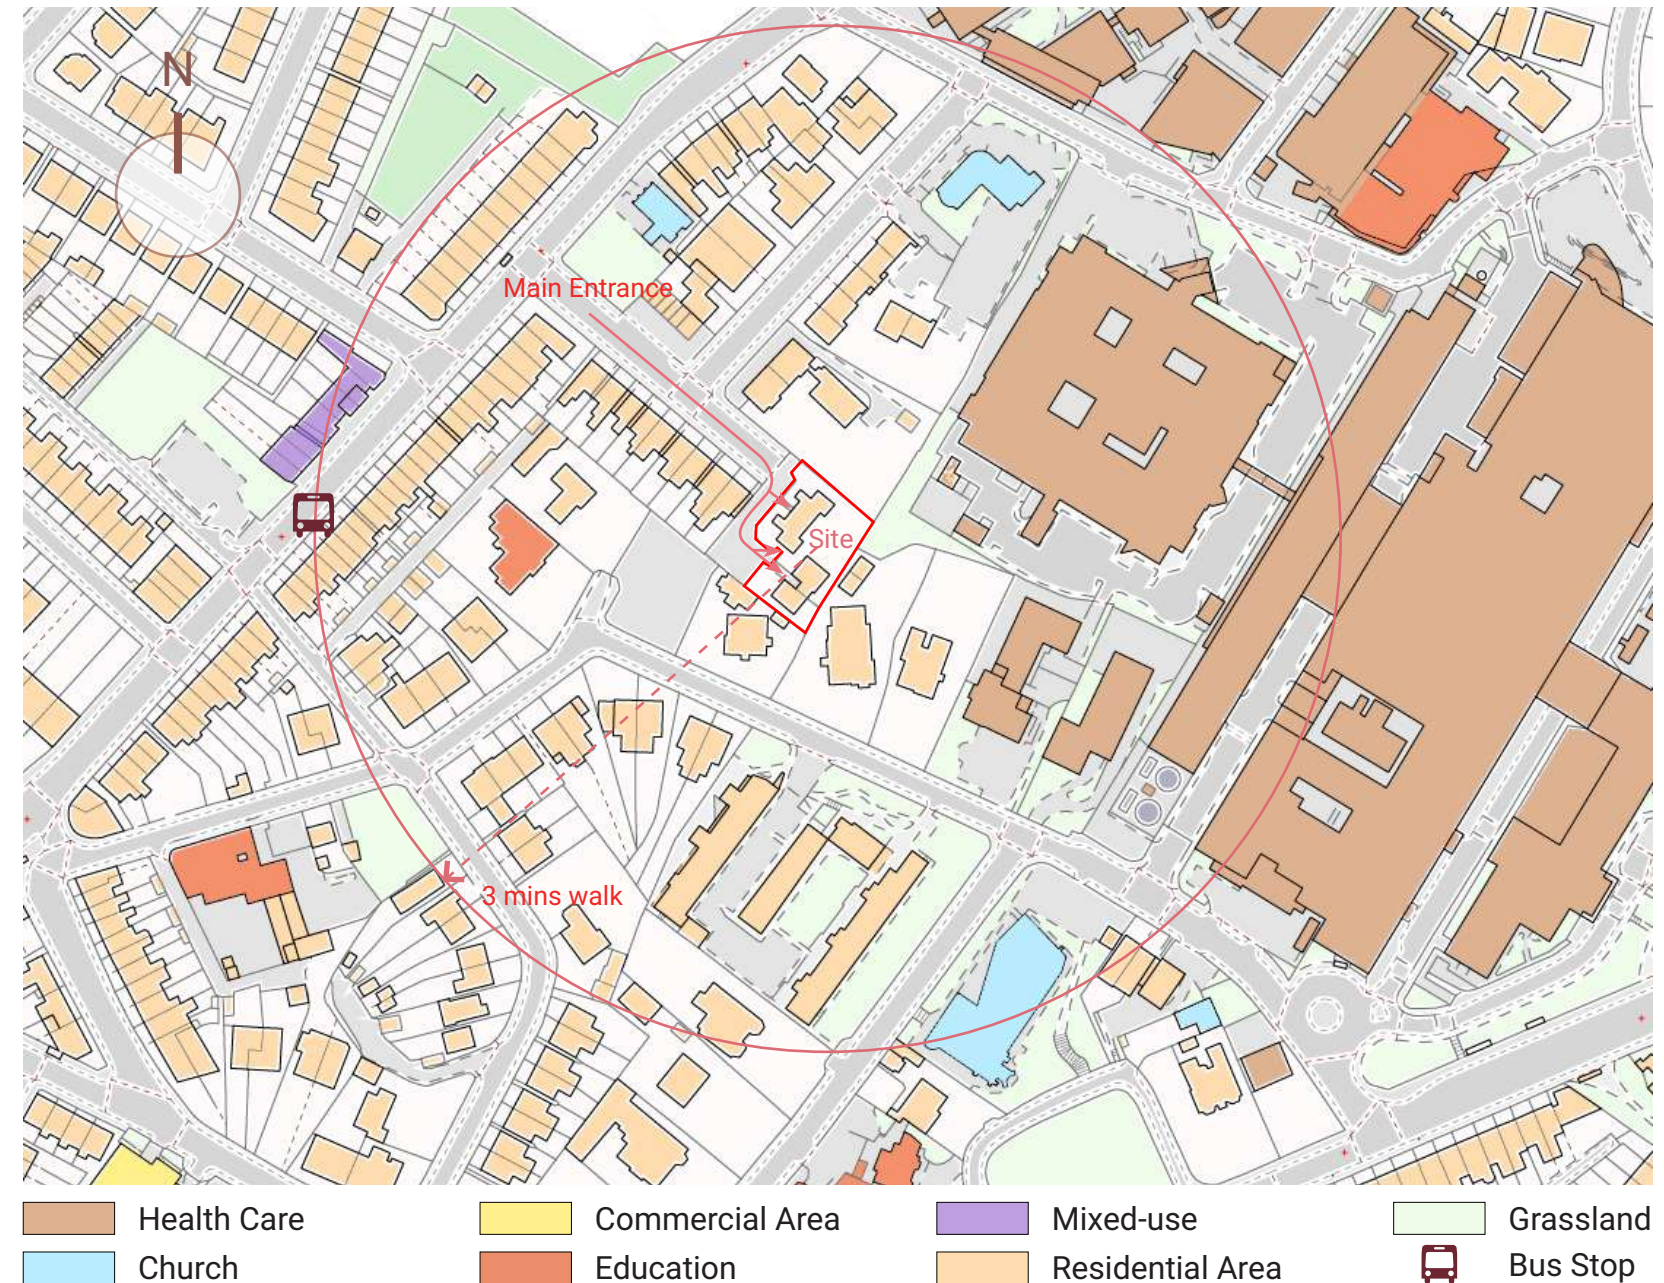 N
Main Entrance
Site
3 mins walk
Health Care
Commercial Area
Mixed-use
Grassland
Church
Education
Residential Area
Bus Stop